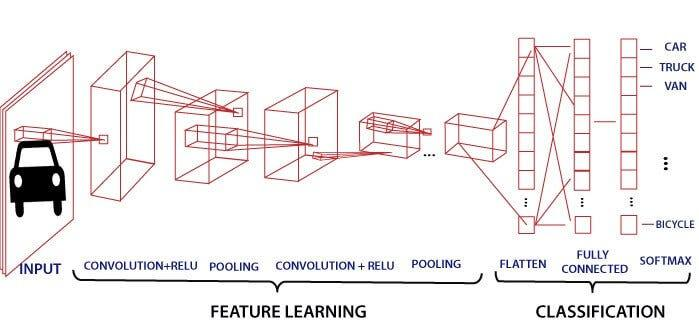 CAR
TRUCK
VAN
BICYCLE
INPUT
CONVOLUTION+RELU
POOLING
CONVOLUTION + RELU
POOLING
FLATTEN
FULLY
CONNECTED
SOFTMAX
FEATURE LEARNING
CLASSIFICATION